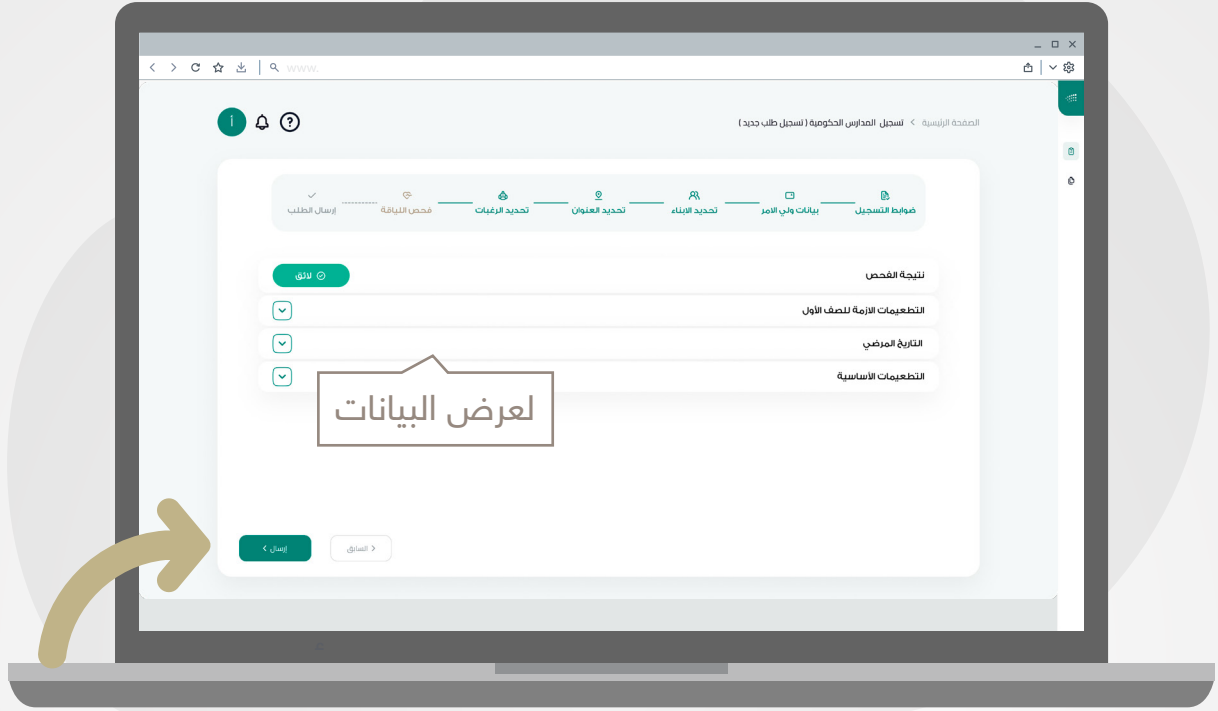 www.
الصفحة الرئيسية > تسجيل المدارس الحكومية ( تسجيل طلب جديد )
أ
ضوابط التسجيل
بيانات ولي الامر
تحديد الابناء
تحديد العنوان
تحديد الرغبات
فحص اللياقة
إرسال الطلب
نتيجة الفحص
لائق
التطعيمات الازمة للصف الأول
التاريخ المرضي
التطعيمات الأساسية
لعرض البيانات
السابق
إرسال